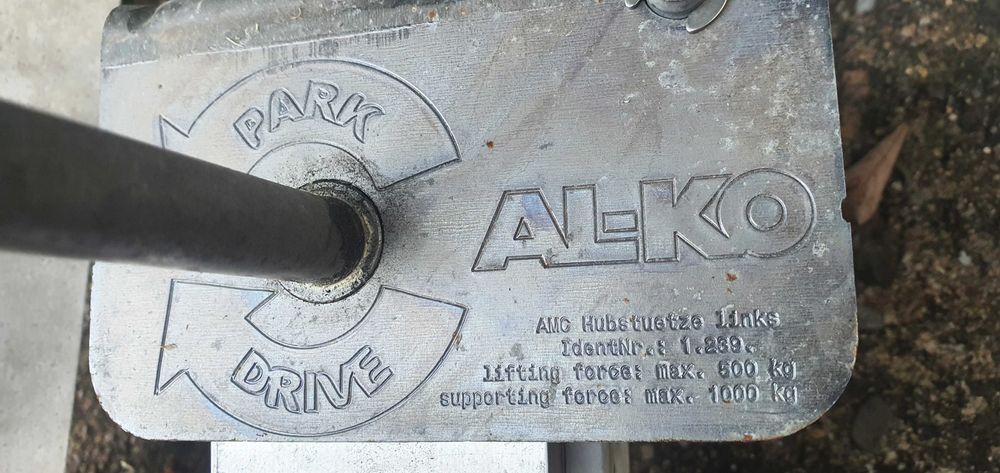 PARK
AL-KO
AMC Hubstuetze links
IdentNr.: 1.239.
lifting force: max. 500 kg
supporting force: max. 1000 kg
DRIVE